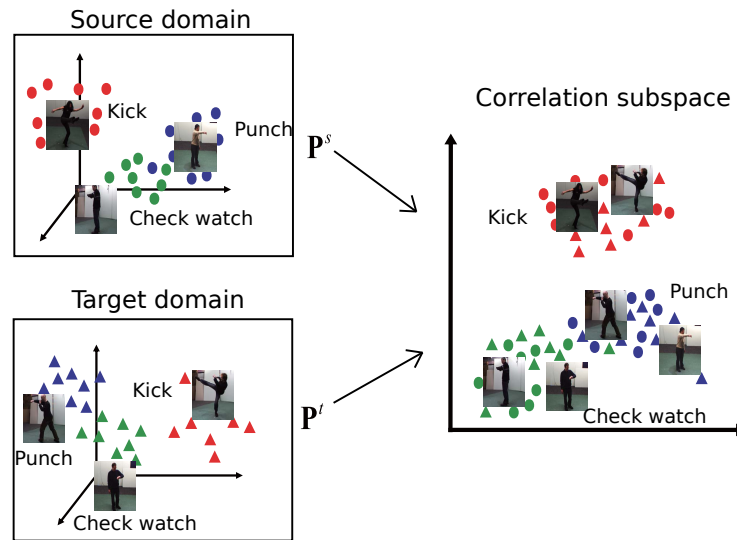 Source domain
Kick
Punch
Check watch
P^s
Correlation subspace
Kick
Punch
Check watch
Target domain
Kick
Punch
Check watch
P^t